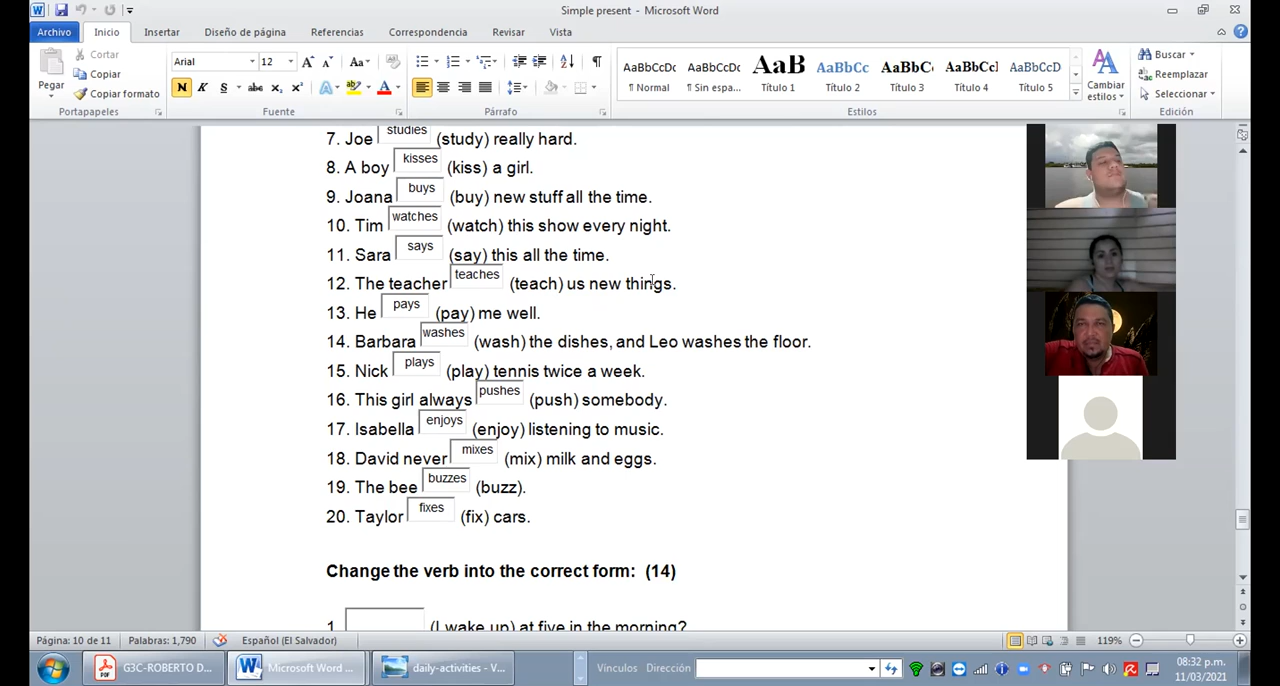 Simple present - Microsoft Word
Archivo Inicio Insertar Diseño de página Referencias Correspondencia Revisar Vista
Cortar
Copiar
Copiar formato
Pegar
Portapapeles
Arial 12
N K S abc x₂ x² A A
Fuente
Párrafo
AaBbCcDc AaBbCcDc AaB AaBbCc AaBbC AaBbCcI AaBbCcD
¶ Normal ¶ Sin espa... Título 1 Título 2 Título 3 Título 4 Título 5
Cambiar estilos
Estilos
Buscar
Reemplazar
Seleccionar
Edición
7. Joe studies (study) really hard.
8. A boy kisses (kiss) a girl.
9. Joana buys (buy) new stuff all the time.
10. Tim watches (watch) this show every night.
11. Sara says (say) this all the time.
12. The teacher teaches (teach) us new things.
13. He pays (pay) me well.
14. Barbara washes (wash) the dishes, and Leo washes the floor.
15. Nick plays (play) tennis twice a week.
16. This girl always pushes (push) somebody.
17. Isabella enjoys (enjoy) listening to music.
18. David never mixes (mix) milk and eggs.
19. The bee buzzes (buzz).
20. Taylor fixes (fix) cars.
Change the verb into the correct form: (14)
1. (I wake up) at five in the morning?
Página: 10 de 11 Palabras: 1,790 Español (El Salvador) 119%
G3C-ROBERTO D... Microsoft Word ... daily-activities - V... Vínculos Dirección
08:32 p.m.
11/03/2021